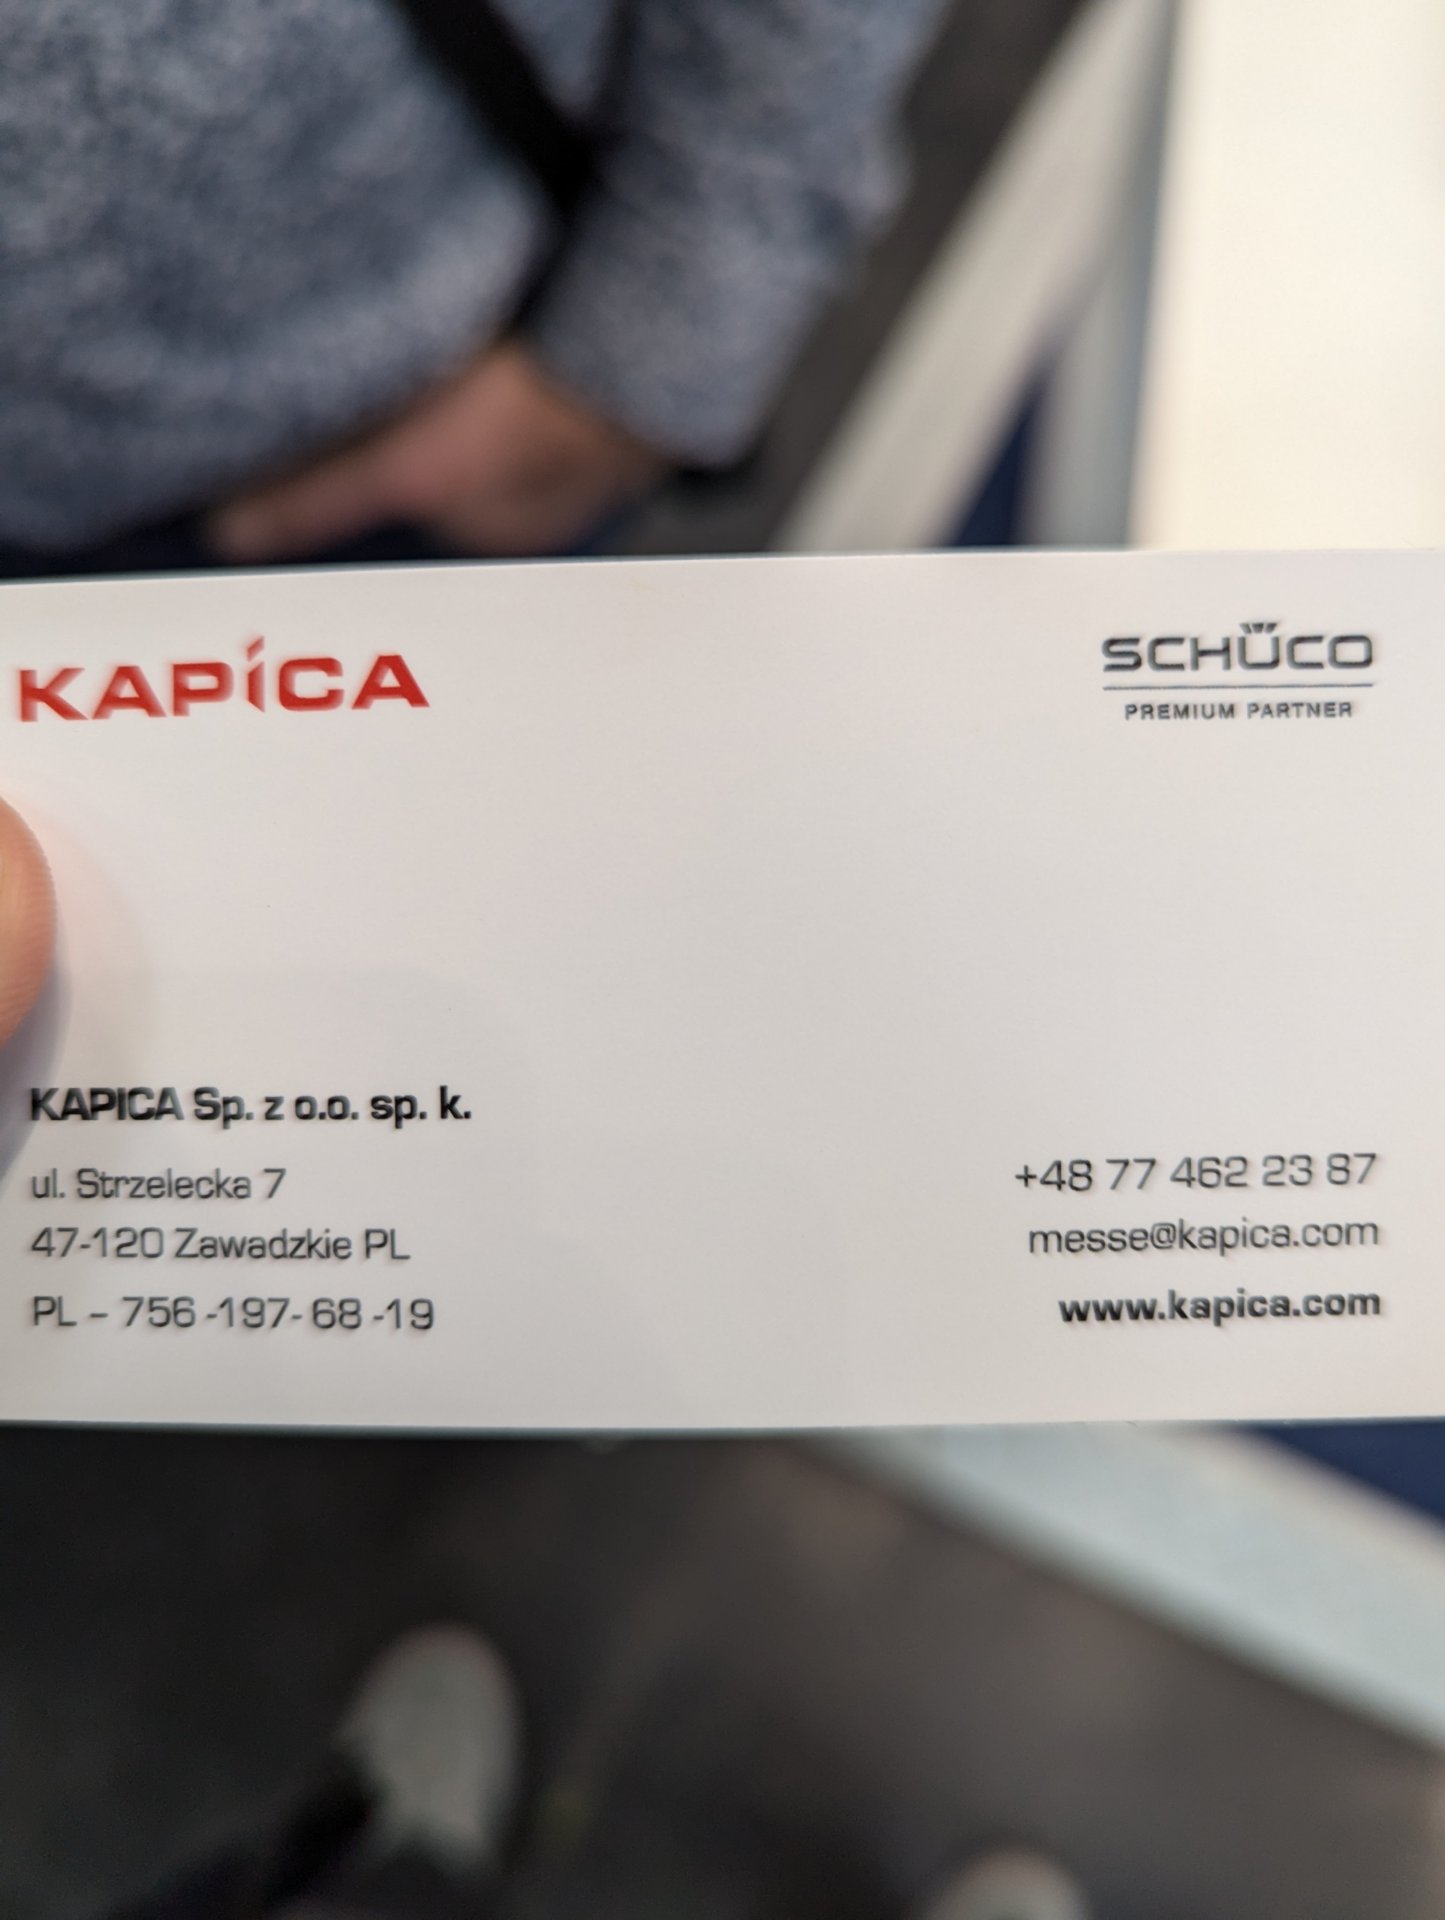 KAPICA
SCHÜCO
PREMIUM PARTNER
KAPICA Sp. z o.o. sp. k.
ul. Strzelecka 7
47-120 Zawadzkie PL
PL – 756 -197- 68 -19
+48 77 462 23 87
messe@kapica.com
www.kapica.com